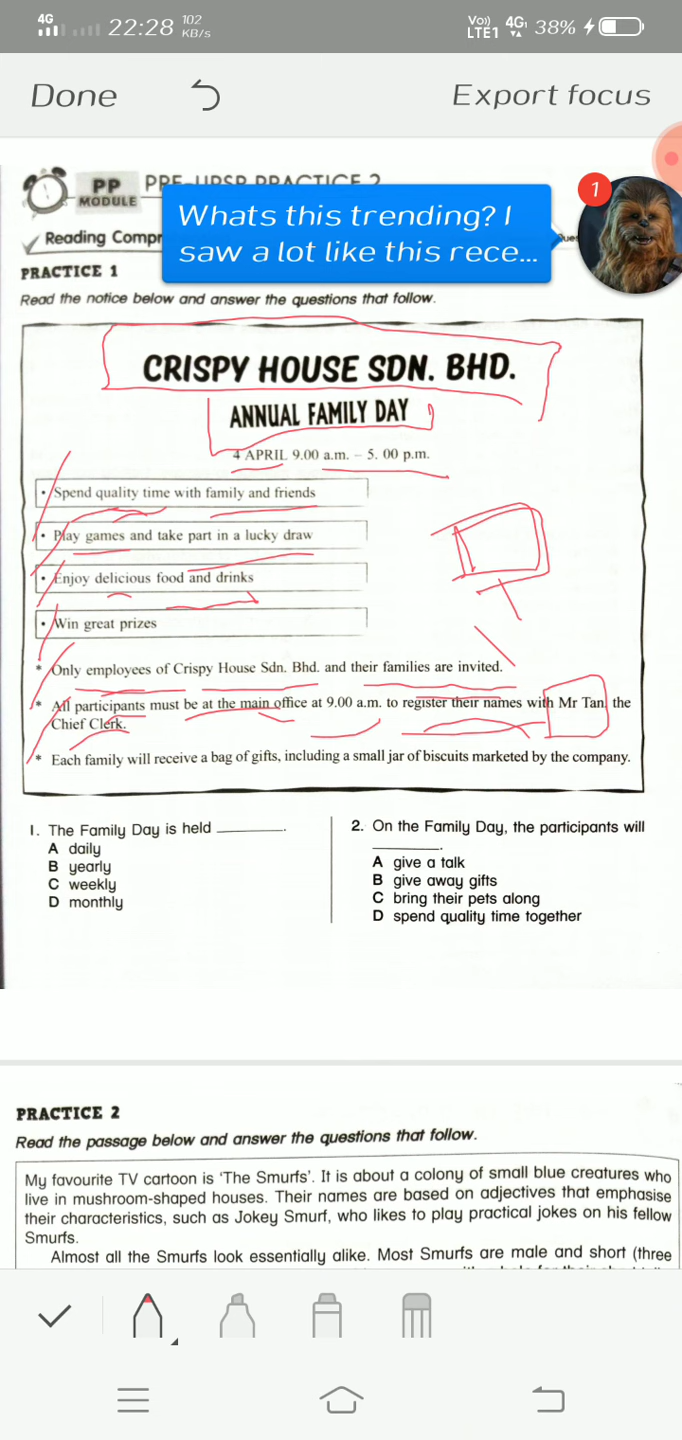 4G 22:28 102 KB/s Vo)) LTE1 4G 38%
Done Export focus
PP MODULE PRE-UPSR PRACTICE 2
Whats this trending? I
saw a lot like this rece...
1
Reading Compr
PRACTICE 1
Read the notice below and answer the questions that follow.
CRISPY HOUSE SDN. BHD.
ANNUAL FAMILY DAY
4 APRIL 9.00 a.m. – 5. 00 p.m.
• Spend quality time with family and friends
• Play games and take part in a lucky draw
• Enjoy delicious food and drinks
• Win great prizes
* Only employees of Crispy House Sdn. Bhd. and their families are invited.
* All participants must be at the main office at 9.00 a.m. to register their names with Mr Tan, the
Chief Clerk.
* Each family will receive a bag of gifts, including a small jar of biscuits marketed by the company.
1. The Family Day is held ________.
A daily
B yearly
C weekly
D monthly
2. On the Family Day, the participants will
________.
A give a talk
B give away gifts
C bring their pets along
D spend quality time together
PRACTICE 2
Read the passage below and answer the questions that follow.
My favourite TV cartoon is ‘The Smurfs’. It is about a colony of small blue creatures who
live in mushroom-shaped houses. Their names are based on adjectives that emphasise
their characteristics, such as Jokey Smurf, who likes to play practical jokes on his fellow
Smurfs.
Almost all the Smurfs look essentially alike. Most Smurfs are male and short (three